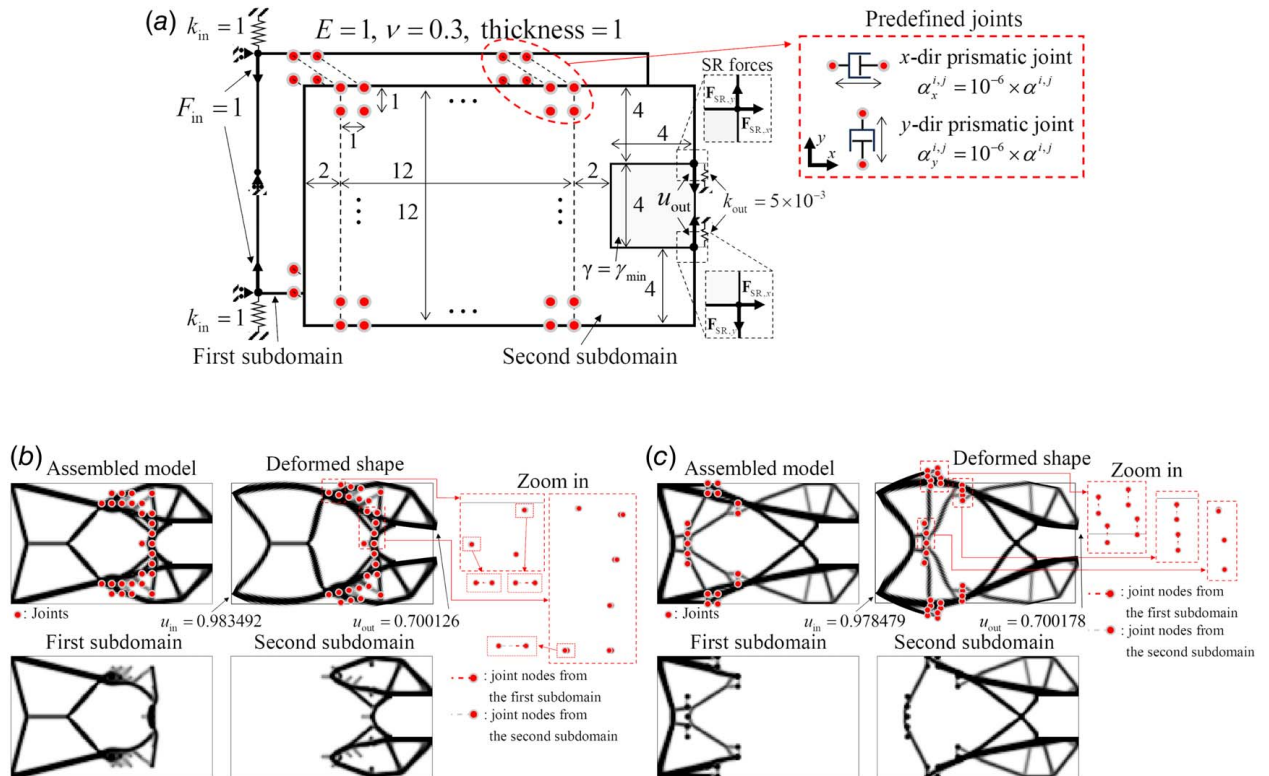 (a)
k_in = 1
E = 1, ν = 0.3, thickness = 1
Predefined joints
SR forces
x-dir prismatic joint
α_x^{i,j} = 10^{-6} × α^{i,j}
y-dir prismatic joint
α_y^{i,j} = 10^{-6} × α^{i,j}
y
x
F_SR,y
F_SR,x
F_in = 1
1
1
...
4
4
2
12
2
12
4
u_out
k_out = 5×10^{-3}
γ = γ_min
4
F_SR,x
F_SR,y
...
k_in = 1
First subdomain
Second subdomain
(b)
Assembled model
Deformed shape
Zoom in
: Joints
u_in = 0.983492
u_out = 0.700126
First subdomain
Second subdomain
: joint nodes from
the first subdomain
: joint nodes from
the second subdomain
(c)
Assembled model
Deformed shape
Zoom in
: Joints
u_in = 0.978479
u_out = 0.700178
First subdomain
Second subdomain
: joint nodes from
the first subdomain
: joint nodes from
the second subdomain